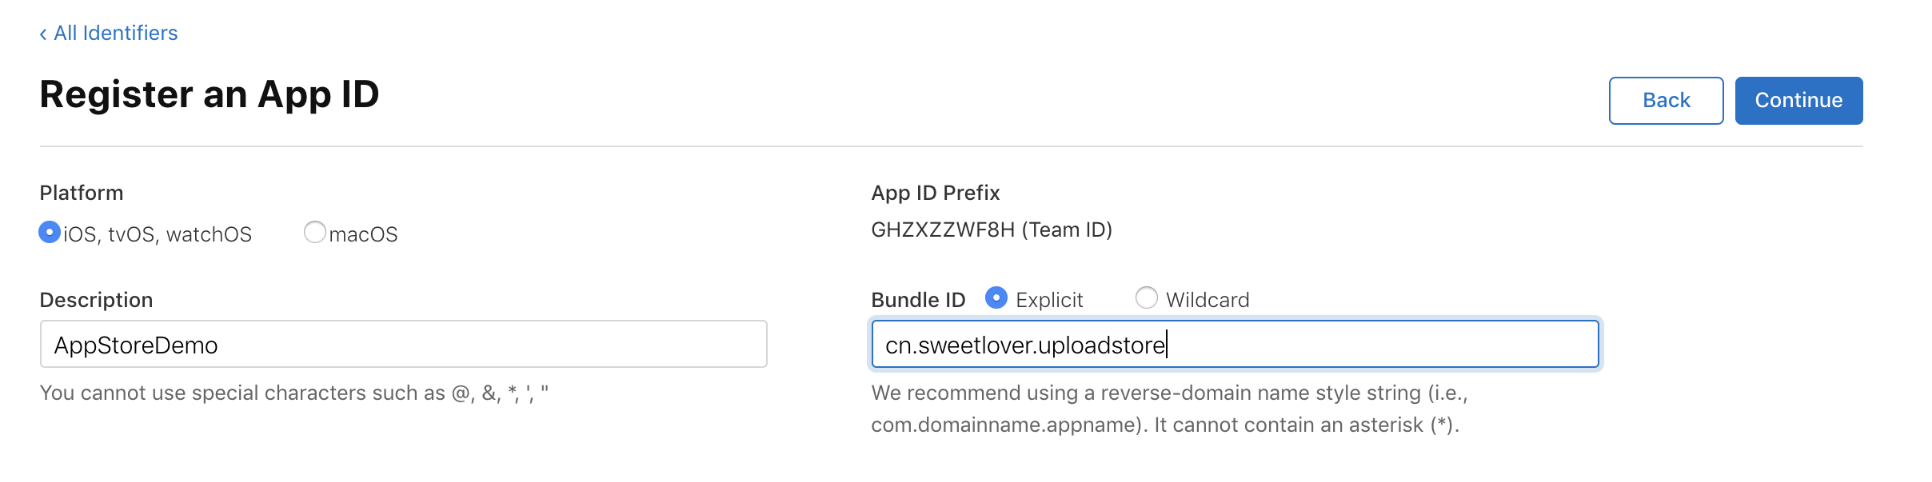 ‹ All Identifiers
Register an App ID
Back
Continue
Platform
iOS, tvOS, watchOS
macOS
App ID Prefix
GHZXZZWF8H (Team ID)
Description
AppStoreDemo
You cannot use special characters such as @, &, *, ', "
Bundle ID
Explicit
Wildcard
cn.sweetlover.uploadstore
We recommend using a reverse-domain name style string (i.e.,
com.domainname.appname). It cannot contain an asterisk (*).